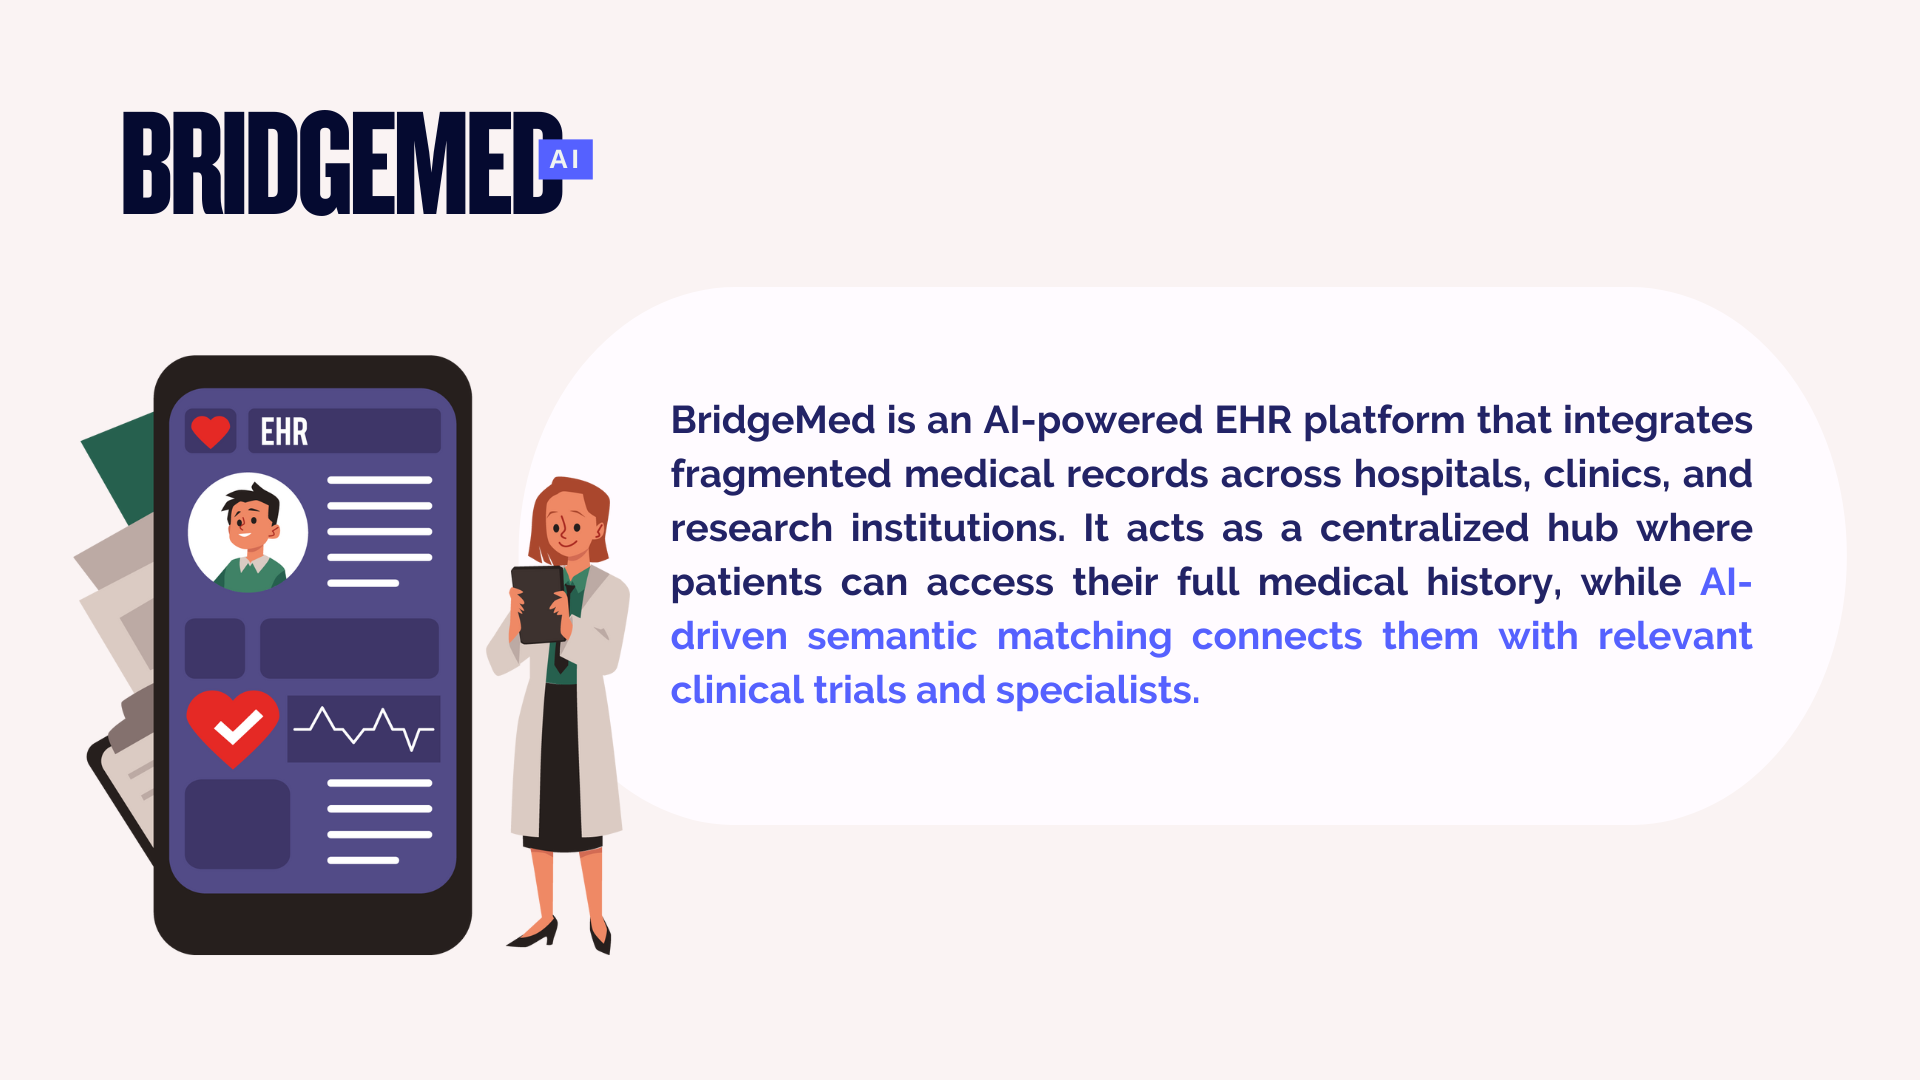 BRIDGEMED
AI
EHR
BridgeMed is an AI-powered EHR platform that integrates
fragmented medical records across hospitals, clinics, and
research institutions. It acts as a centralized hub where
patients can access their full medical history, while AI-
driven semantic matching connects them with relevant
clinical trials and specialists.